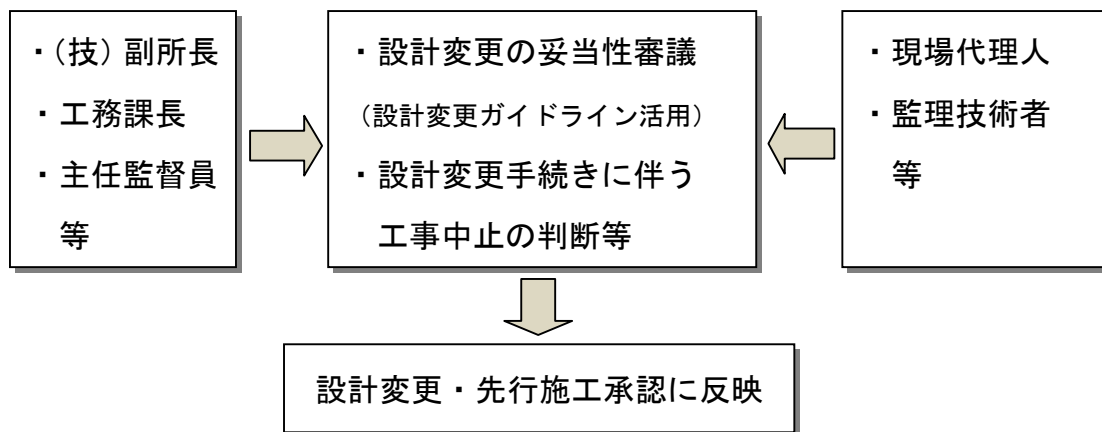 ・(技)副所長
・工務課長
・主任監督員
等
・設計変更の妥当性審議
(設計変更ガイドライン活用)
・設計変更手続きに伴う
工事中止の判断等
・現場代理人
・監理技術者
等
設計変更・先行施工承認に反映